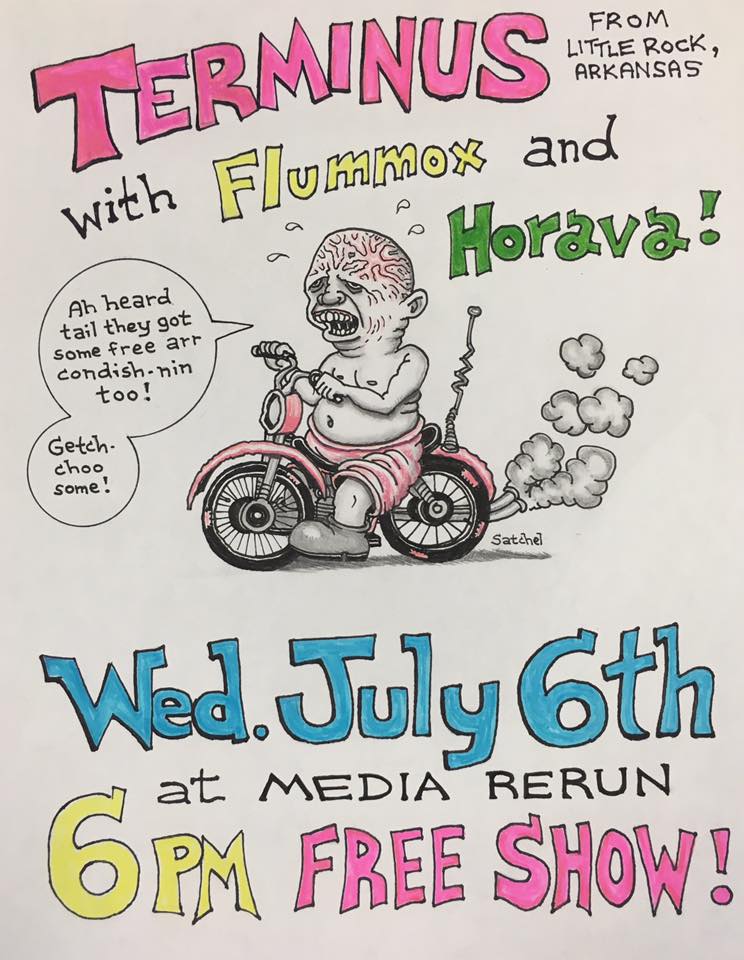 TERMINUS
FROM
LITTLE ROCK,
ARKANSAS
with Flummox and
Horava!
Ah heard
tail they got
some free arr
condish-nin
too!
Getch-
choo
some!
Satchel
Wed. July 6th
at MEDIA RERUN
6 PM FREE SHOW!